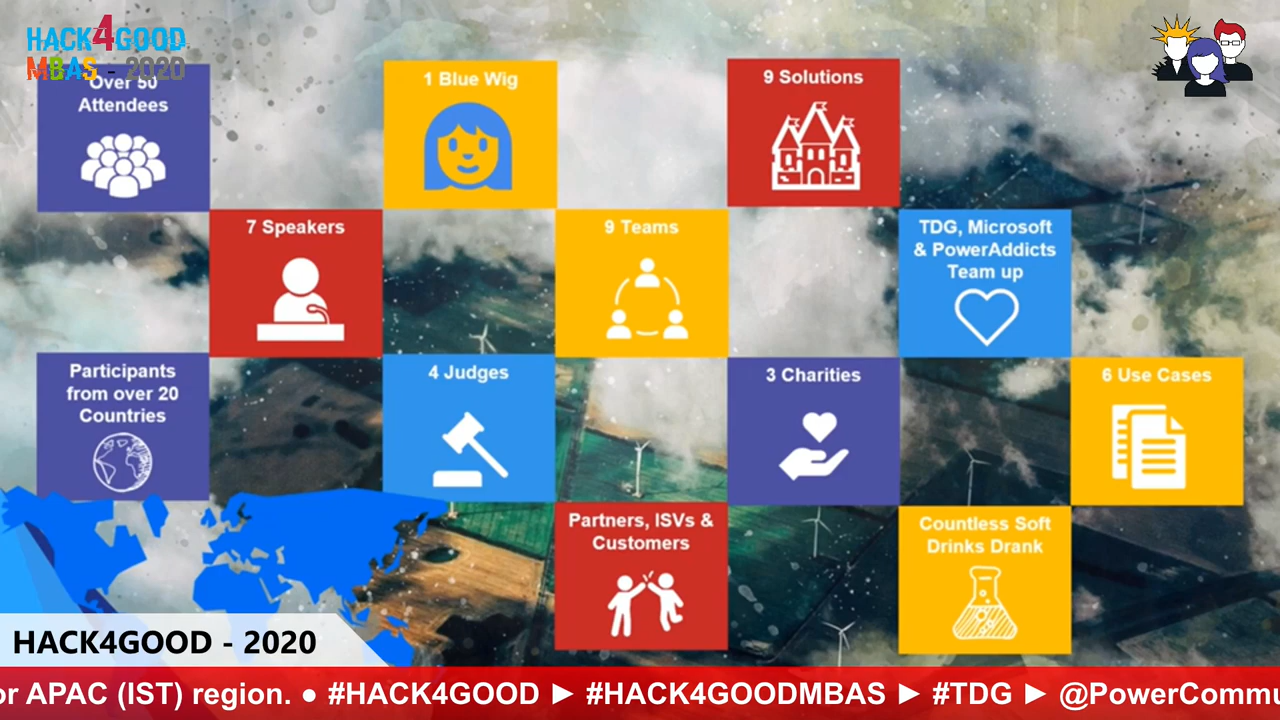 HACK4GOOD
MBAS - 2020
Over 50
Attendees
1 Blue Wig
9 Solutions
7 Speakers
9 Teams
TDG, Microsoft
& PowerAddicts
Team up
Participants
from over 20
Countries
4 Judges
3 Charities
6 Use Cases
Partners, ISVs &
Customers
Countless Soft
Drinks Drank
HACK4GOOD - 2020
or APAC (IST) region. ● #HACK4GOOD ► #HACK4GOODMBAS ► #TDG ► @PowerCommu